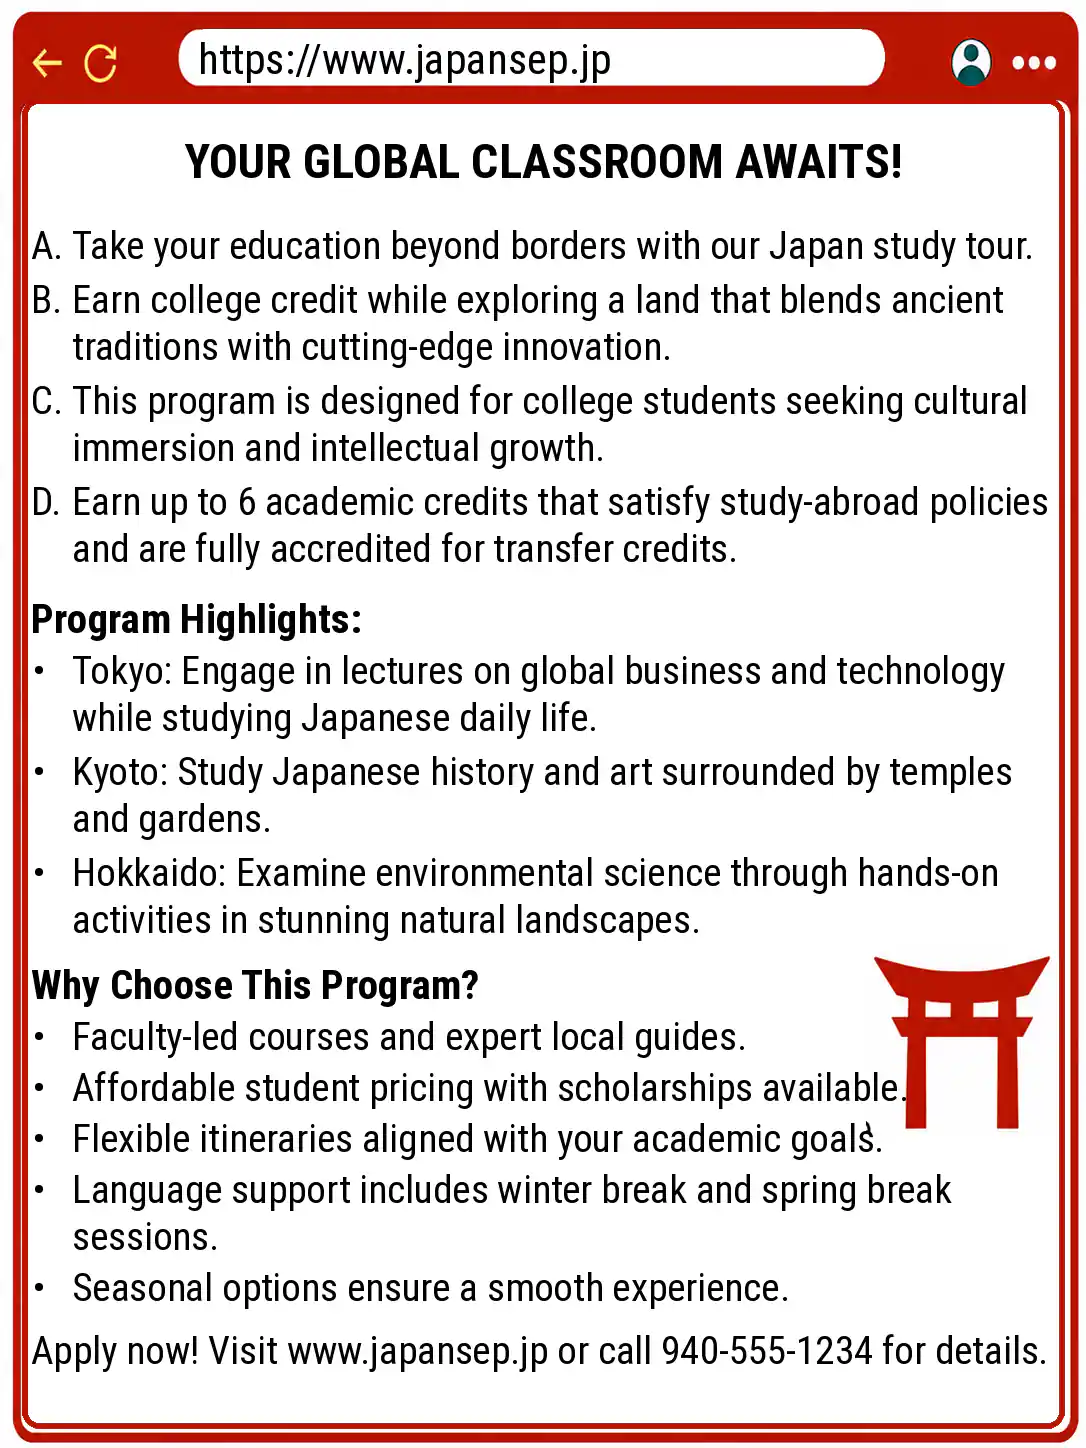 https://www.japansep.jp
YOUR GLOBAL CLASSROOM AWAITS!
A. Take your education beyond borders with our Japan study tour.
B. Earn college credit while exploring a land that blends ancient
traditions with cutting-edge innovation.
C. This program is designed for college students seeking cultural
immersion and intellectual growth.
D. Earn up to 6 academic credits that satisfy study-abroad policies
and are fully accredited for transfer credits.
Program Highlights:
• Tokyo: Engage in lectures on global business and technology
while studying Japanese daily life.
• Kyoto: Study Japanese history and art surrounded by temples
and gardens.
• Hokkaido: Examine environmental science through hands-on
activities in stunning natural landscapes.
Why Choose This Program?
• Faculty-led courses and expert local guides.
• Affordable student pricing with scholarships available.
• Flexible itineraries aligned with your academic goals.
• Language support includes winter break and spring break
sessions.
• Seasonal options ensure a smooth experience.
Apply now! Visit www.japansep.jp or call 940-555-1234 for details.